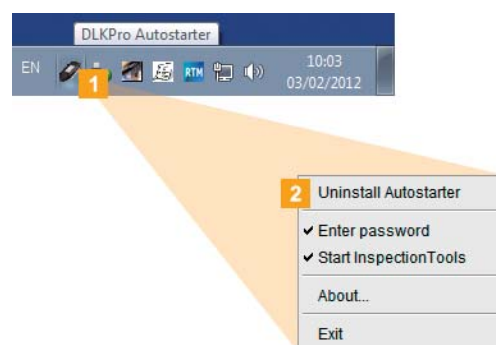 DLKPro Autostarter
EN
RTM
10:03
03/02/2012
1
2 Uninstall Autostarter
✔ Enter password
✔ Start InspectionTools
About...
Exit